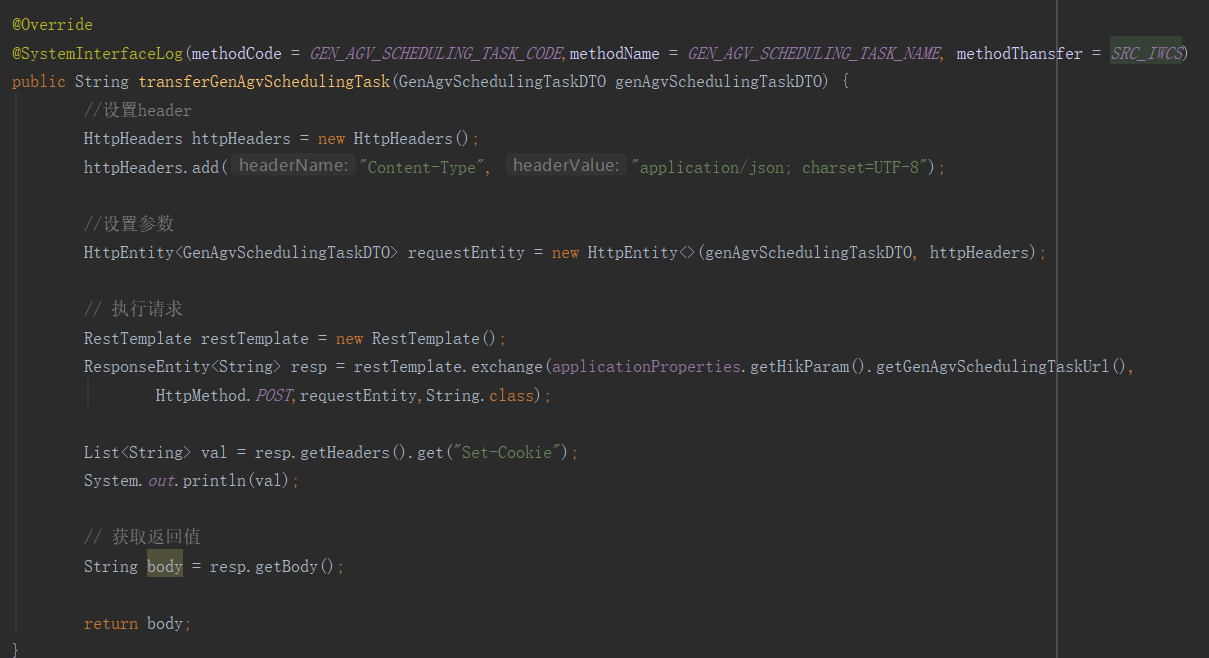 @Override
@SystemInterfaceLog(methodCode = GEN_AGV_SCHEDULING_TASK_CODE,methodName = GEN_AGV_SCHEDULING_TASK_NAME, methodThansfer = SRC_IWCS)
public String transferGenAgvSchedulingTask(GenAgvSchedulingTaskDTO genAgvSchedulingTaskDTO) {
//设置header
HttpHeaders httpHeaders = new HttpHeaders();
httpHeaders.add( headerName: "Content-Type", headerValue: "application/json; charset=UTF-8");
//设置参数
HttpEntity<GenAgvSchedulingTaskDTO> requestEntity = new HttpEntity<>(genAgvSchedulingTaskDTO, httpHeaders);
// 执行请求
RestTemplate restTemplate = new RestTemplate();
ResponseEntity<String> resp = restTemplate.exchange(applicationProperties.getHikParam().getGenAgvSchedulingTaskUrl(),
HttpMethod.POST,requestEntity,String.class);
List<String> val = resp.getHeaders().get("Set-Cookie");
System.out.println(val);
// 获取返回值
String body = resp.getBody();
return body;
}